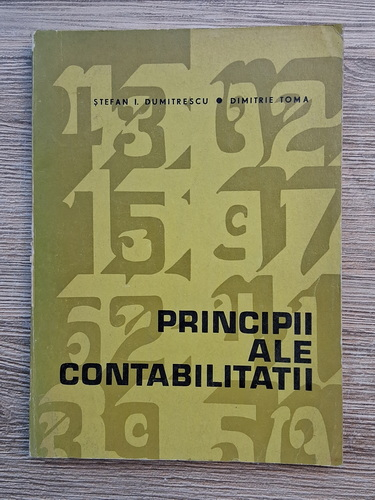 ŞTEFAN I. DUMITRESCU ● DIMITRIE TOMA
PRINCIPII
ALE
CONTABILITATII